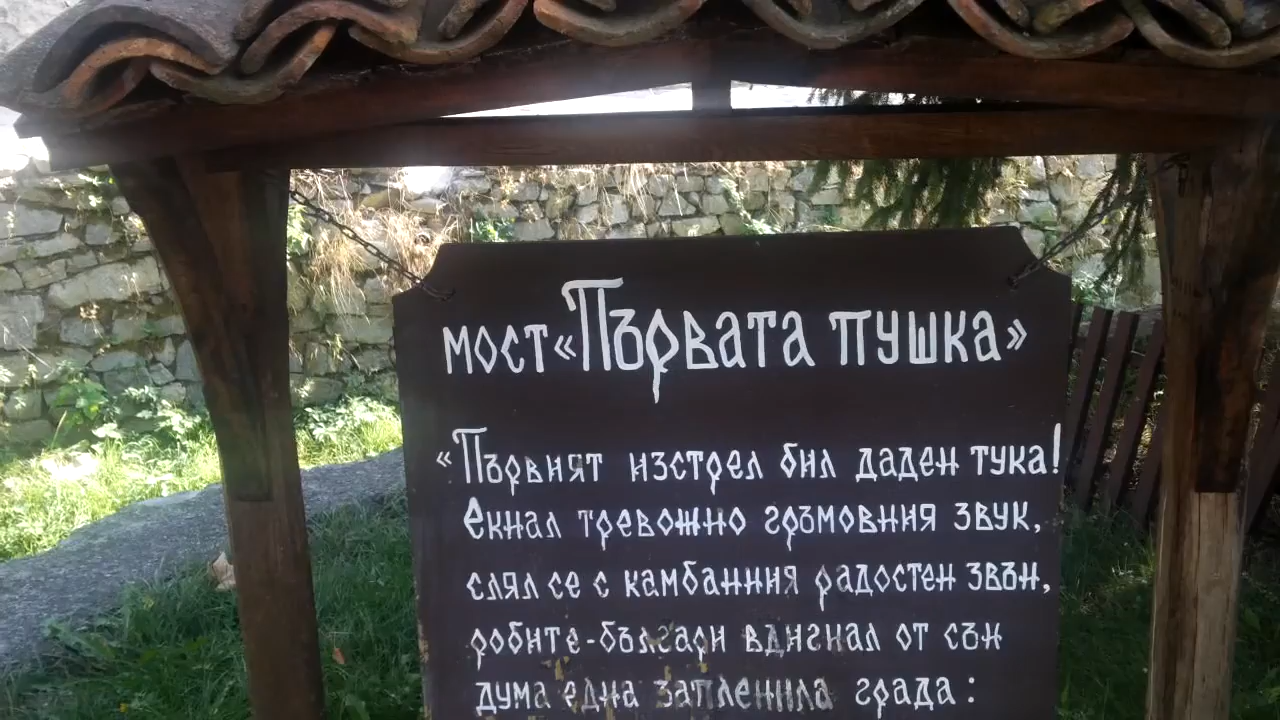 мост «Първата пушка»
«Първият изстрел бил даден тука!
Екнал тревожно гръмовния звук,
слял се с камбанния радостен звън,
робите-българи вдигнал от сън
дума една запленила града: